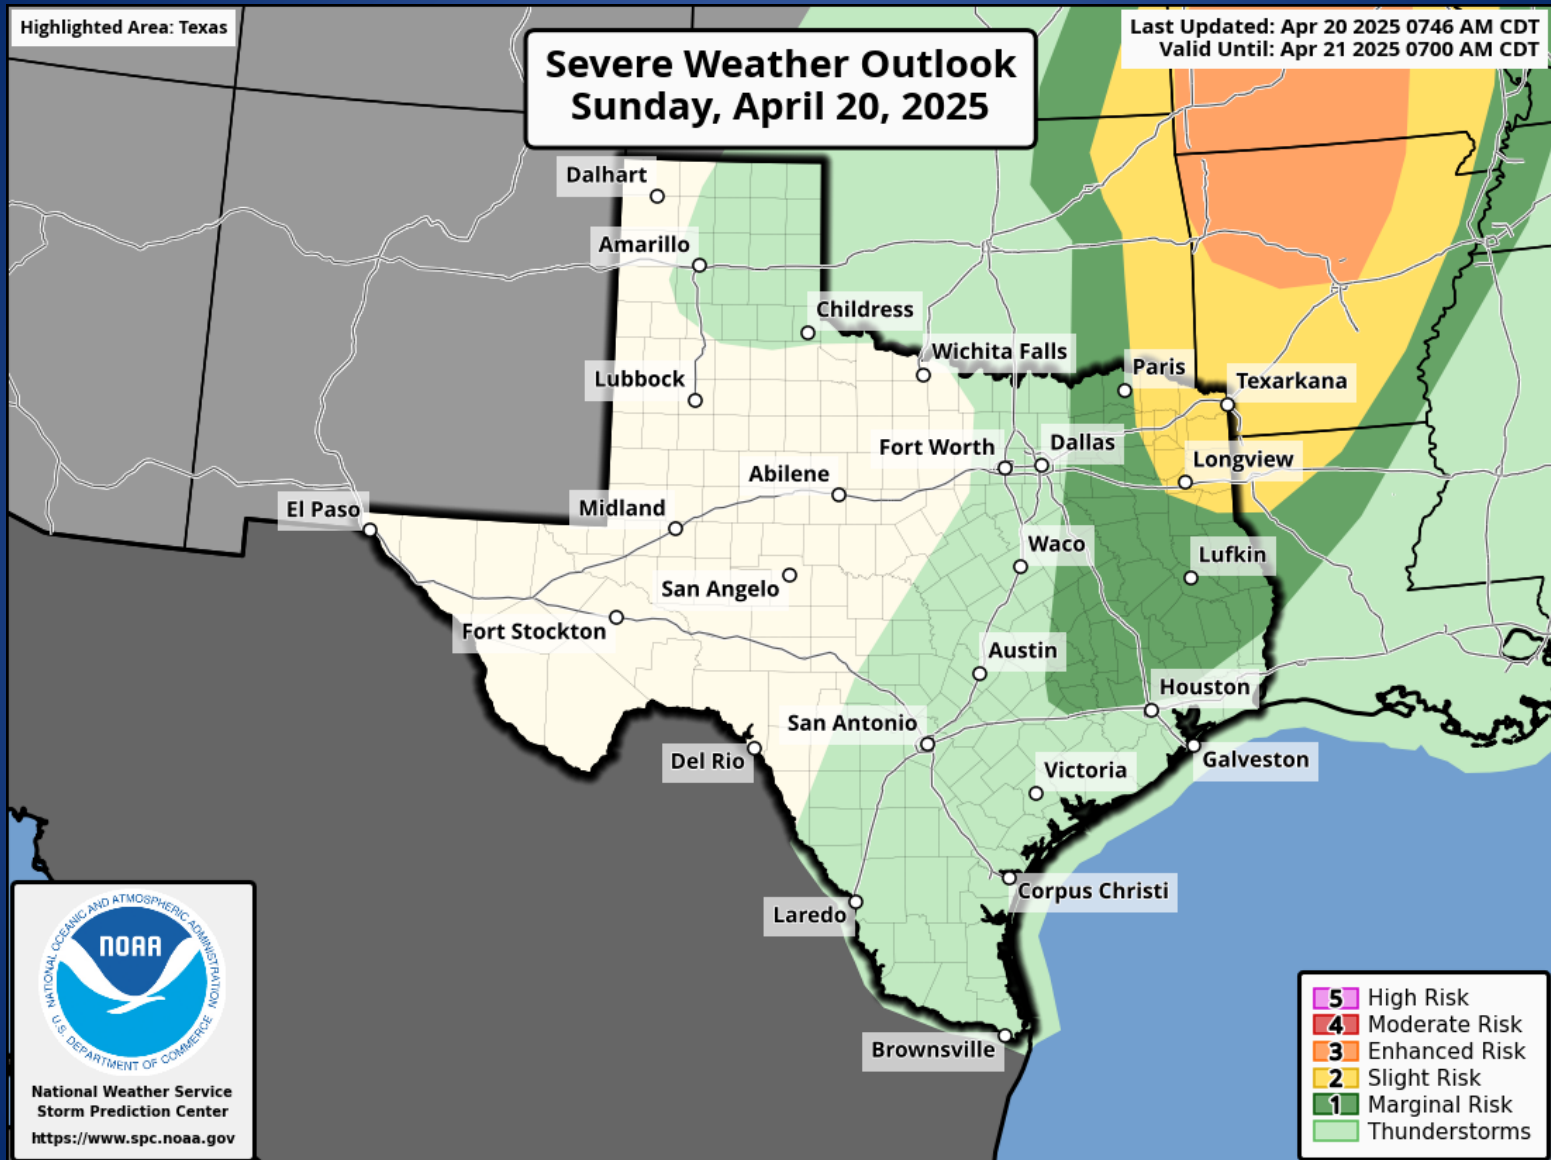 Highlighted Area: Texas
Last Updated: Apr 20 2025 0746 AM CDT
Valid Until: Apr 21 2025 0700 AM CDT
Severe Weather Outlook
Sunday, April 20, 2025
Dalhart
Amarillo
Childress
Wichita Falls
Paris
Lubbock
Texarkana
Fort Worth
Dallas
Longview
Abilene
Midland
El Paso
Waco
Lufkin
San Angelo
Fort Stockton
Austin
Houston
San Antonio
Del Rio
Galveston
Victoria
Corpus Christi
Laredo
Brownsville
NATIONAL OCEANIC AND ATMOSPHERIC ADMINISTRATION
NOAA
U.S. DEPARTMENT OF COMMERCE
National Weather Service
Storm Prediction Center
https://www.spc.noaa.gov
5 High Risk
4 Moderate Risk
3 Enhanced Risk
2 Slight Risk
1 Marginal Risk
Thunderstorms